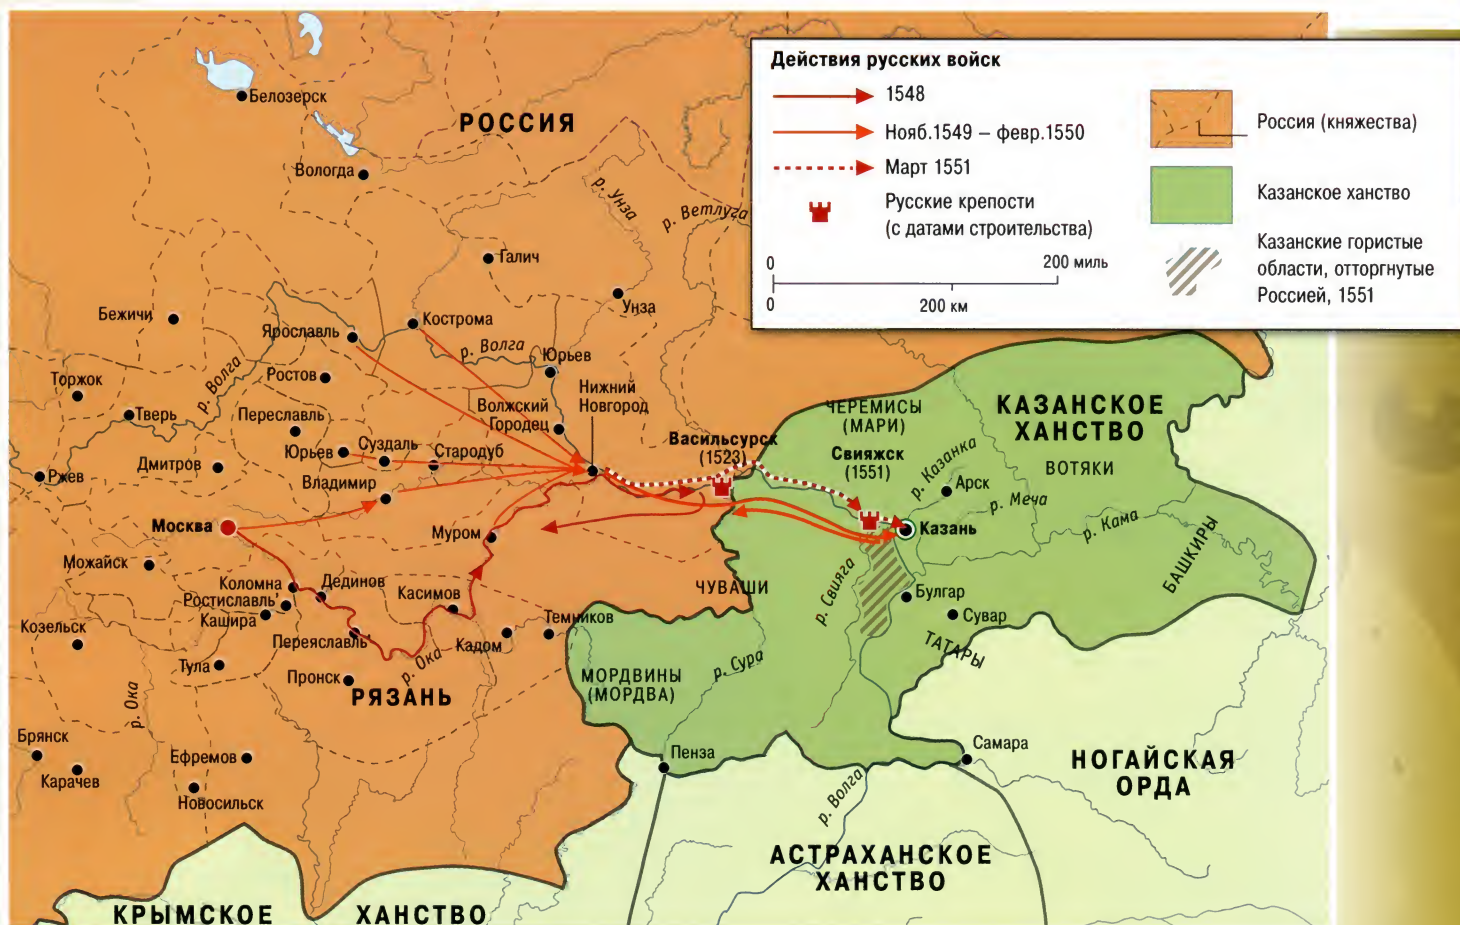 Действия русских войск
1548
Нояб.1549 – февр.1550
Март 1551
Русские крепости
(с датами строительства)
0
200 миль
0
200 км
Россия (княжества)
Казанское ханство
Казанские гористые
области, отторгнутые
Россией, 1551
Белозерск
РОССИЯ
Вологда
р. Унза
р. Ветлуга
Галич
Унза
Бежичи
Ярославль
Кострома
р. Волга
Юрьев
р. Волга
Торжок
Ростов
Нижний
Новгород
Тверь
Переславль
Волжский
Городец
Юрьев
Суздаль
Стародуб
Ржев
Дмитров
Владимир
Васильсурск
(1523)
ЧЕРЕМИСЫ
(МАРИ)
КАЗАНСКОЕ
ХАНСТВО
Свияжск
(1551)
р. Казанка
ВОТЯКИ
Арск
р. Меча
Москва
Муром
Казань
р. Кама
БАШКИРЫ
Можайск
Коломна
Дединов
Ростиславль'
Кашира
Касимов
ЧУВАШИ
р. Свияга
Булгар
Сувар
Козельск
Переяславль'
Темников
Кадом
ТАТАРЫ
Тула
р. Ока
Пронск
РЯЗАНЬ
МОРДВИНЫ
(МОРДВА)
р. Сура
р. Ока
Брянск
Карачев
Ефремов
Новосильск
Пенза
Самара
НОГАЙСКАЯ
ОРДА
р. Волга
АСТРАХАНСКОЕ
ХАНСТВО
КРЫМСКОЕ
ХАНСТВО